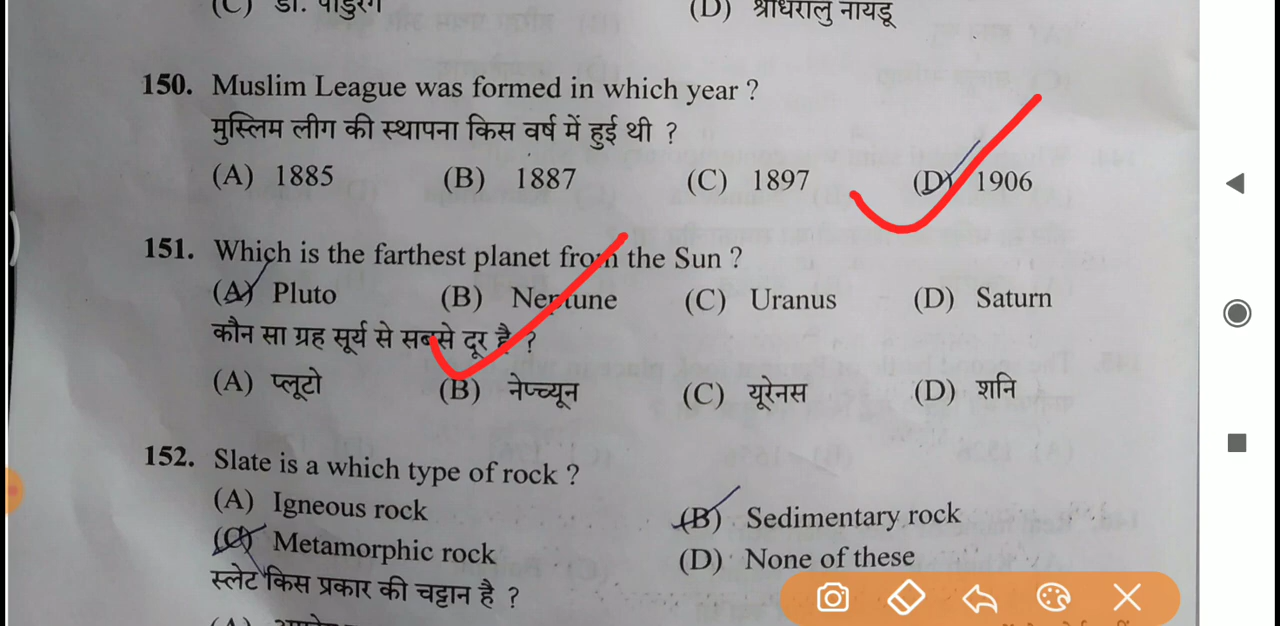 (C) डॉ. पांडुरंग (D) श्रीधरालु नायडू
150. Muslim League was formed in which year ?
मुस्लिम लीग की स्थापना किस वर्ष में हुई थी ?
(A) 1885 (B) 1887 (C) 1897 (D) 1906
151. Which is the farthest planet from the Sun ?
(A) Pluto (B) Neptune (C) Uranus (D) Saturn
कौन सा ग्रह सूर्य से सबसे दूर है ?
(A) प्लूटो (B) नेप्च्यून (C) यूरेनस (D) शनि
152. Slate is a which type of rock ?
(A) Igneous rock (B) Sedimentary rock
(C) Metamorphic rock (D) None of these
स्लेट किस प्रकार की चट्टान है ?